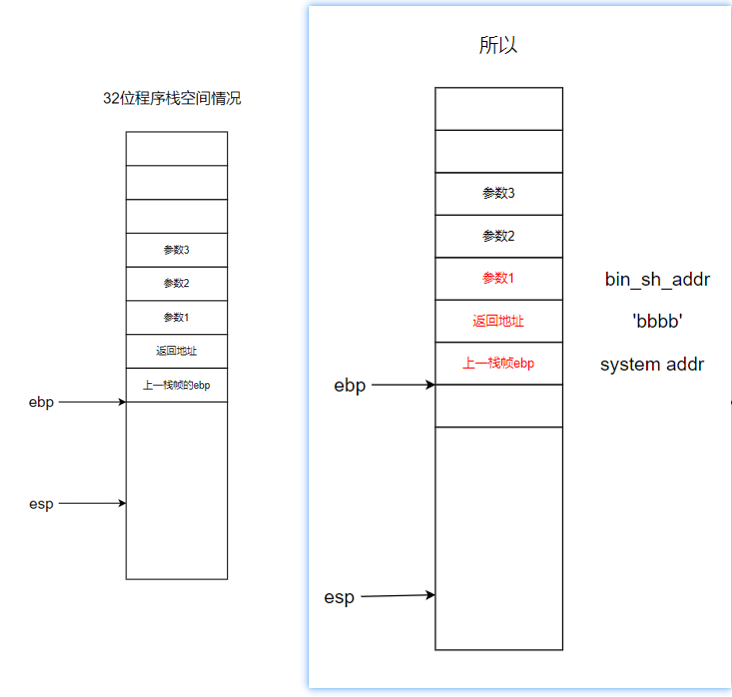 32位程序栈空间情况
参数3
参数2
参数1
返回地址
上一栈帧的ebp
ebp
esp
所以
参数3
参数2
参数1
bin_sh_addr
返回地址
'bbbb'
上一栈帧ebp
system addr
ebp
esp